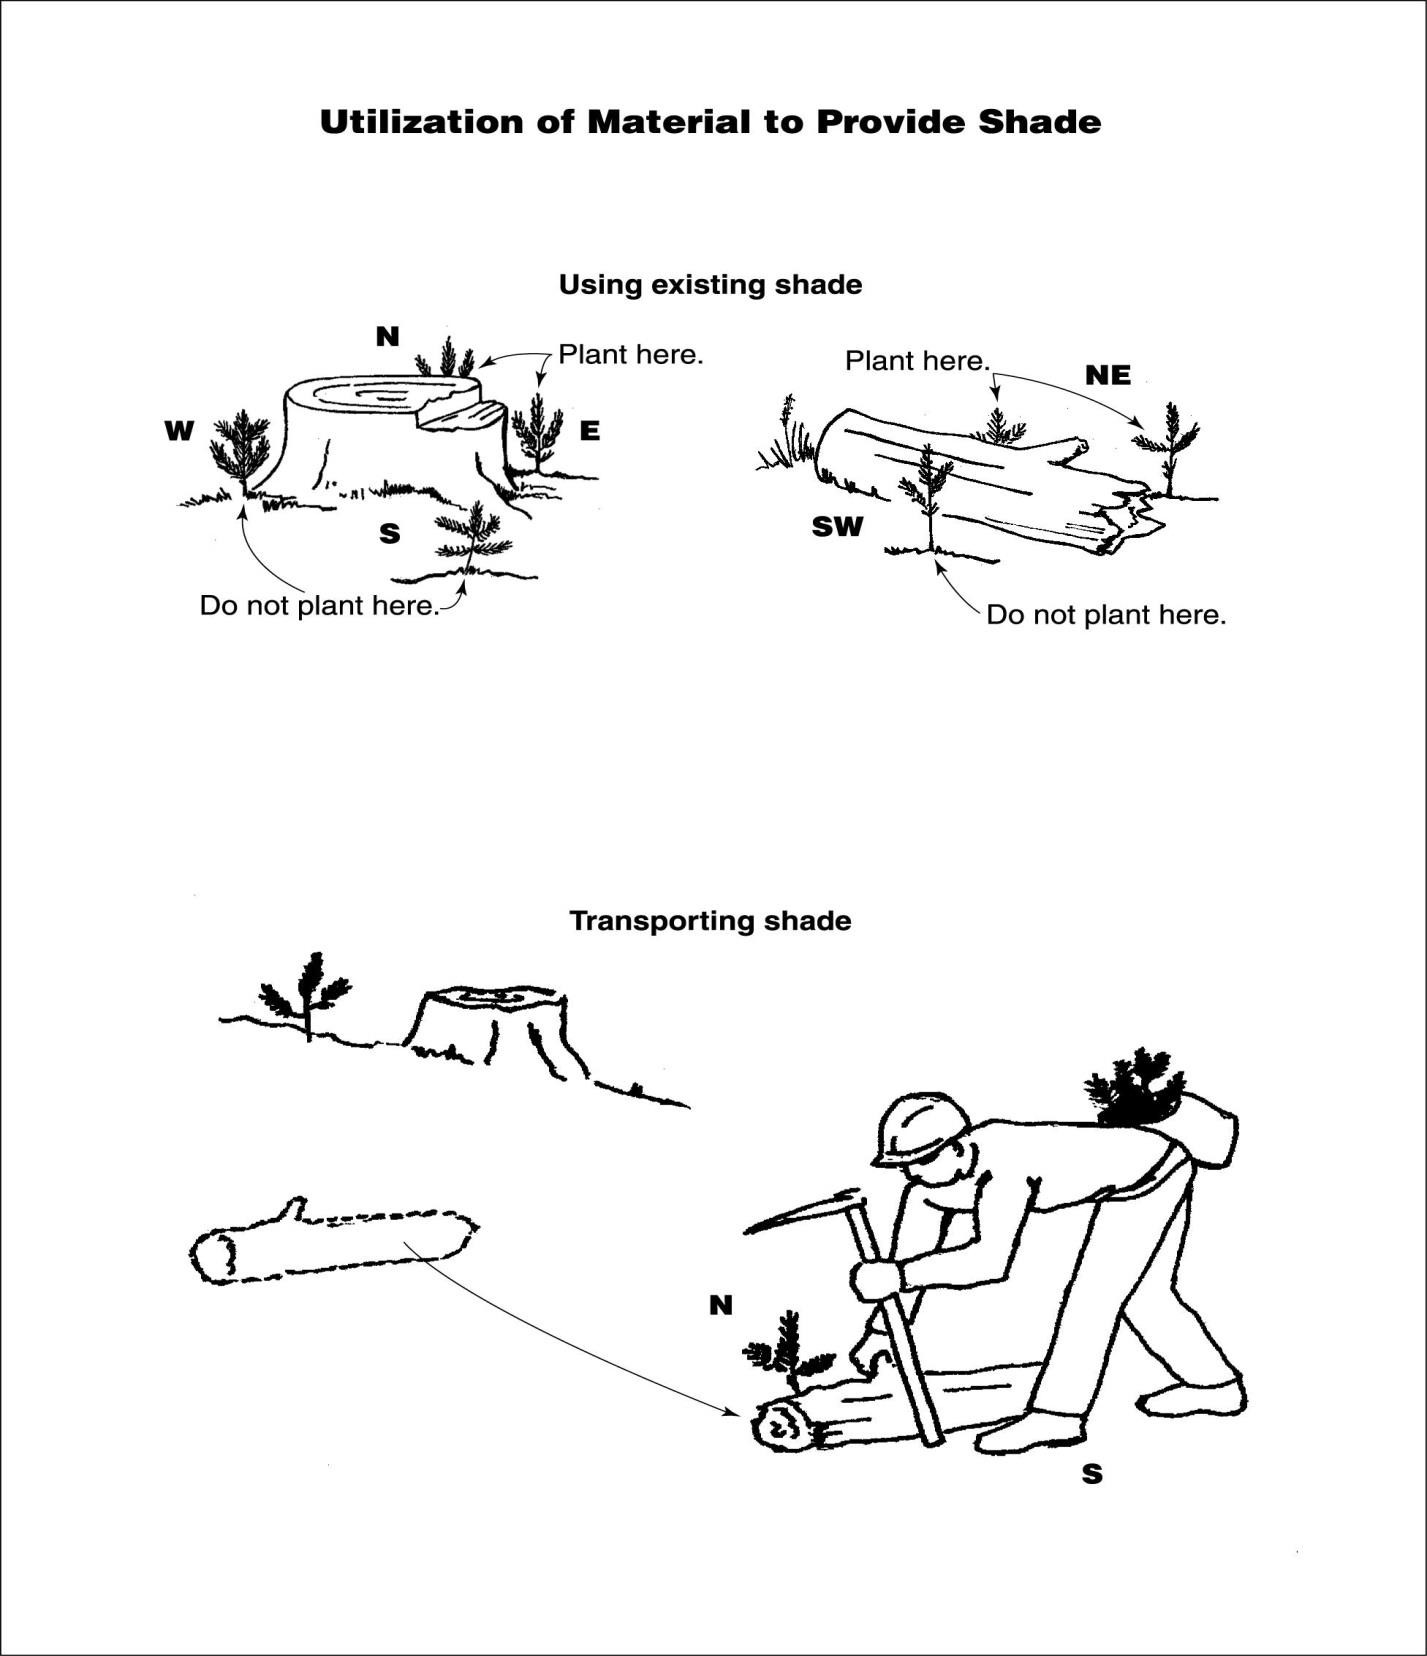 Utilization of Material to Provide Shade
Using existing shade
N
Plant here.
W
E
S
Do not plant here.
Plant here.
NE
SW
Do not plant here.
Transporting shade
N
S